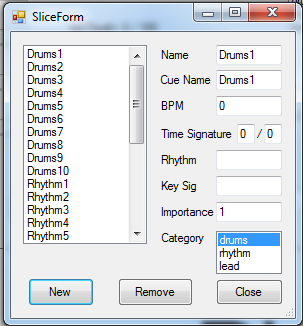 SliceForm
Drums1
Drums2
Drums3
Drums4
Drums5
Drums6
Drums7
Drums8
Drums9
Drums10
Rhythm1
Rhythm2
Rhythm3
Rhythm4
Rhythm5
Name Drums1
Cue Name Drums1
BPM 0
Time Signature 0 / 0
Rhythm
Key Sig
Importance 1
Category drums
rhythm
lead
New Remove Close